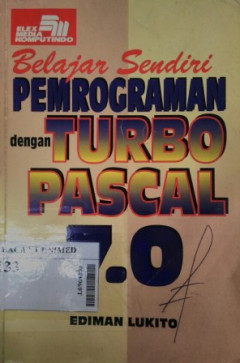 ELEX
MEDIA
KOMPUTINDO
Belajar Sendiri
PEMROGRAMAN
dengan TURBO
PASCAL
7.0
EDIMAN LUKITO